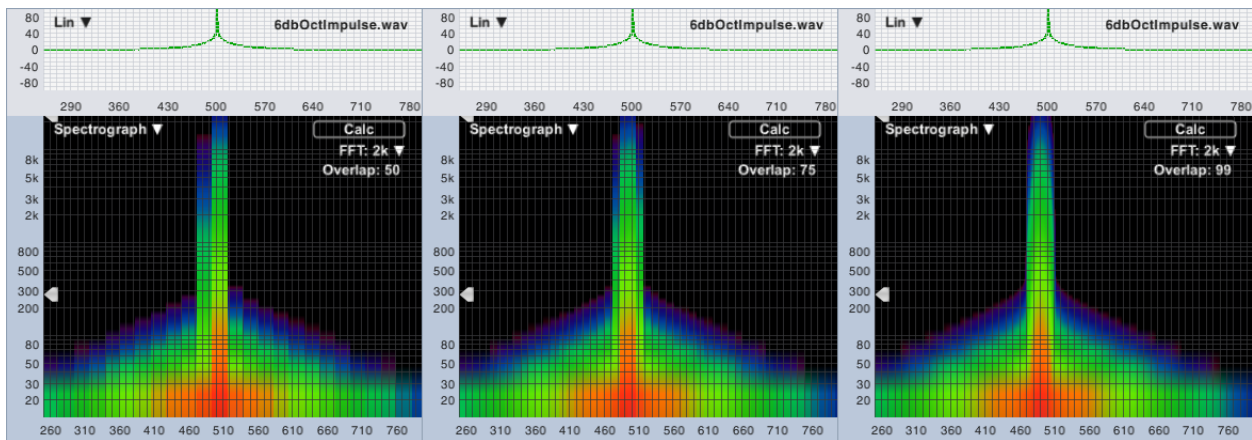 80
40
0
-40
-80
Lin ▼
6dbOctImpulse.wav
290 360 430 500 570 640 710 780
Spectrograph ▼
Calc
FFT: 2k ▼
Overlap: 50
8k
5k
3k
2k
800
500
300
200
80
50
30
20
260 310 360 410 460 510 560 610 660 710 760
80
40
0
-40
-80
Lin ▼
6dbOctImpulse.wav
290 360 430 500 570 640 710 780
Spectrograph ▼
Calc
FFT: 2k ▼
Overlap: 75
8k
5k
3k
2k
800
500
300
200
80
50
30
20
260 310 360 410 460 510 560 610 660 710 760
80
40
0
-40
-80
Lin ▼
6dbOctImpulse.wav
290 360 430 500 570 640 710 780
Spectrograph ▼
Calc
FFT: 2k ▼
Overlap: 99
8k
5k
3k
2k
800
500
300
200
80
50
30
20
260 310 360 410 460 510 560 610 660 710 760